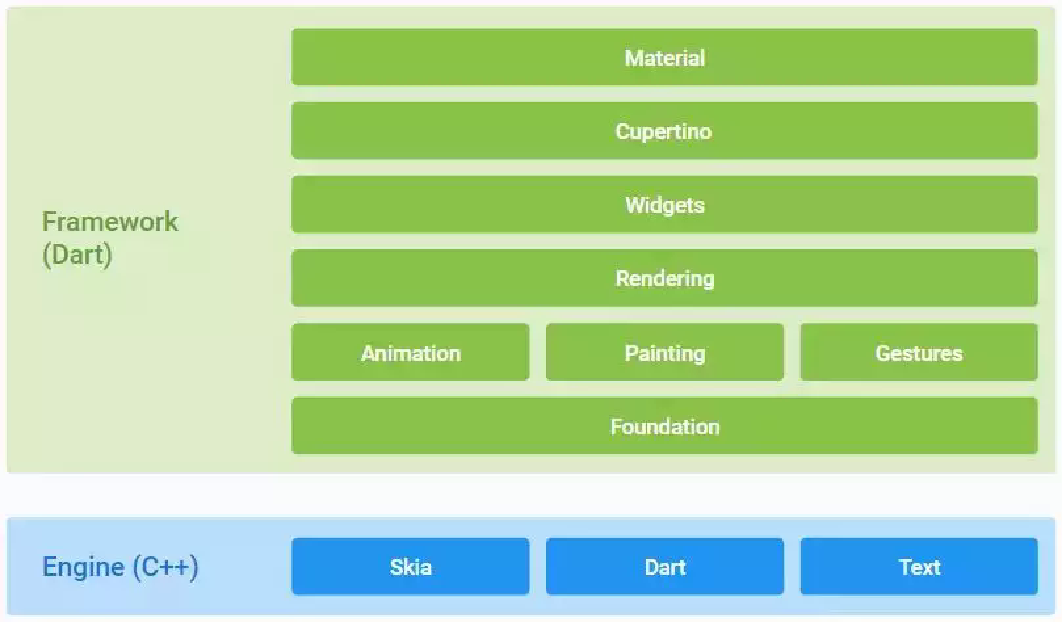 Material
Cupertino
Widgets
Framework
(Dart)
Rendering
Animation Painting Gestures
Foundation
Engine (C++) Skia Dart Text